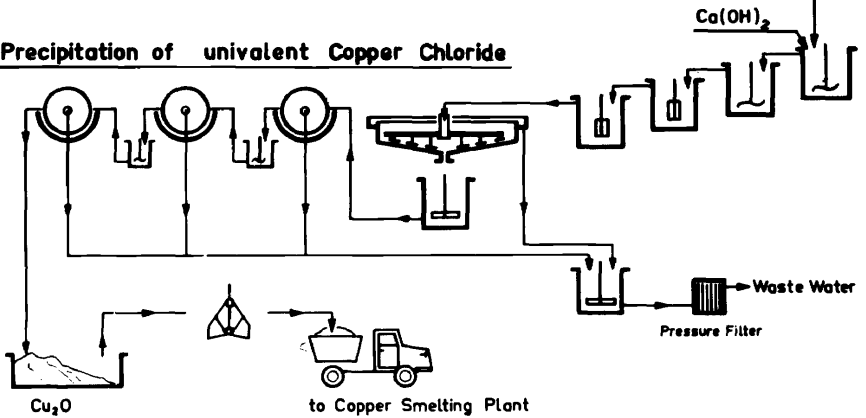 Ca(OH)₂
Precipitation of univalent Copper Chloride
Waste Water
Pressure Filter
Cu₂O
to Copper Smelting Plant